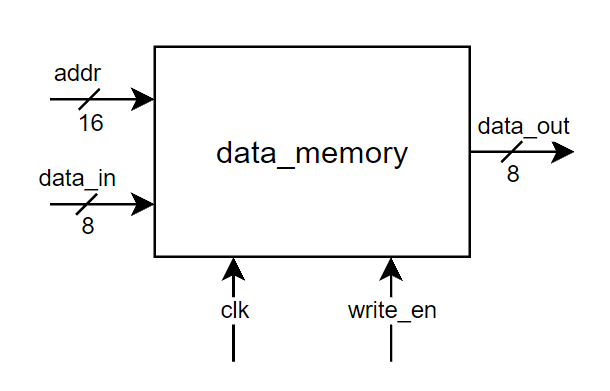 addr
16
data_in
8
data_memory
data_out
8
clk
write_en